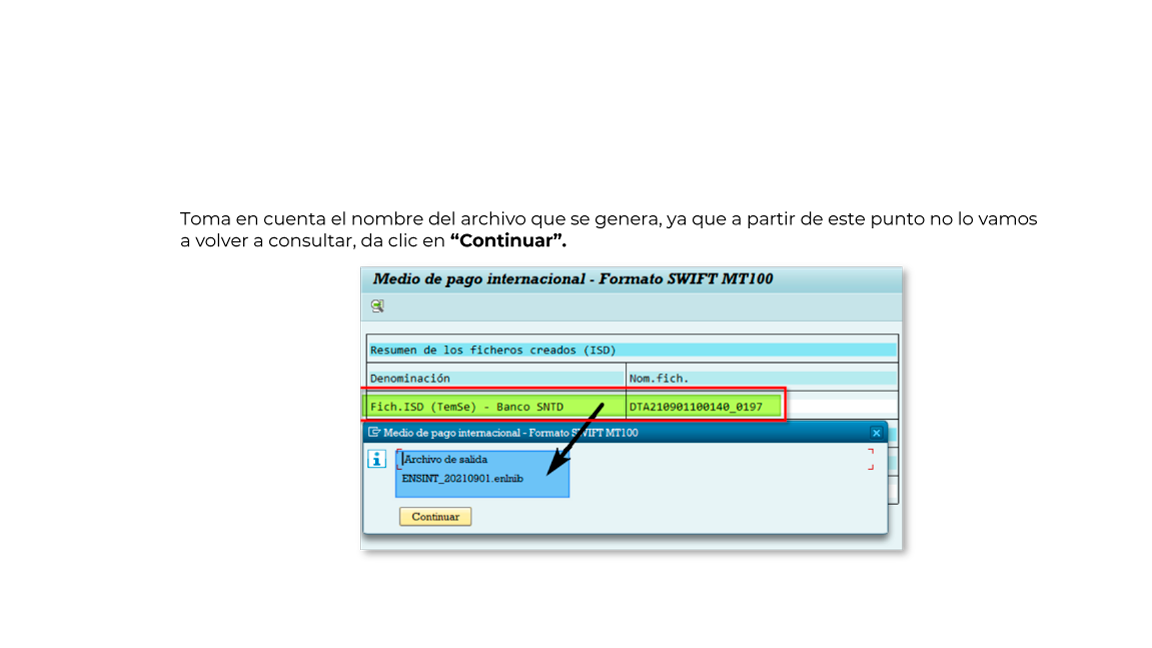 Toma en cuenta el nombre del archivo que se genera, ya que a partir de este punto no lo vamos
a volver a consultar, da clic en “Continuar”.
Medio de pago internacional - Formato SWIFT MT100
Resumen de los ficheros creados (ISD)
Denominación Nom.fich.
Fich.ISD (TemSe) - Banco SNTD DTA210901100140_0197
Medio de pago internacional - Formato SWIFT MT100
Archivo de salida
ENSINT_20210901.enlnib
Continuar